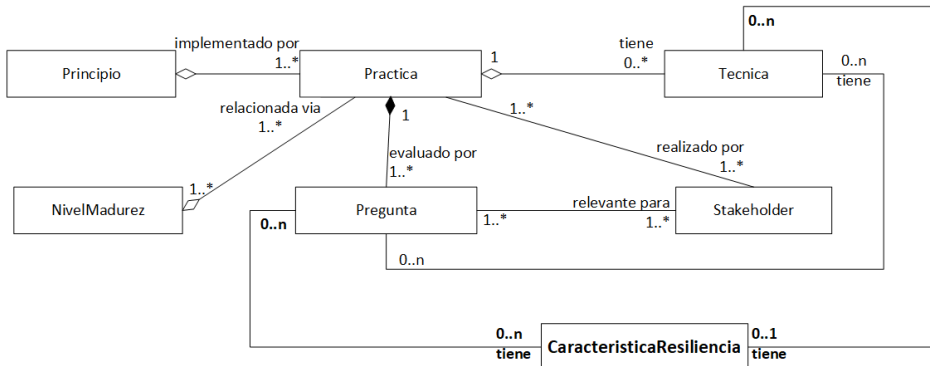 0..n
implementado por
1..*
Principio
Practica
1
tiene
0..*
Tecnica
0..n
tiene
relacionada via
1..*
1
1..*
evaluado por
1..*
realizado por
1..*
1..*
NivelMadurez
Pregunta
relevante para
Stakeholder
0..n
1..*
1..*
0..n
0..n
tiene
CaracteristicaResiliencia
0..1
tiene